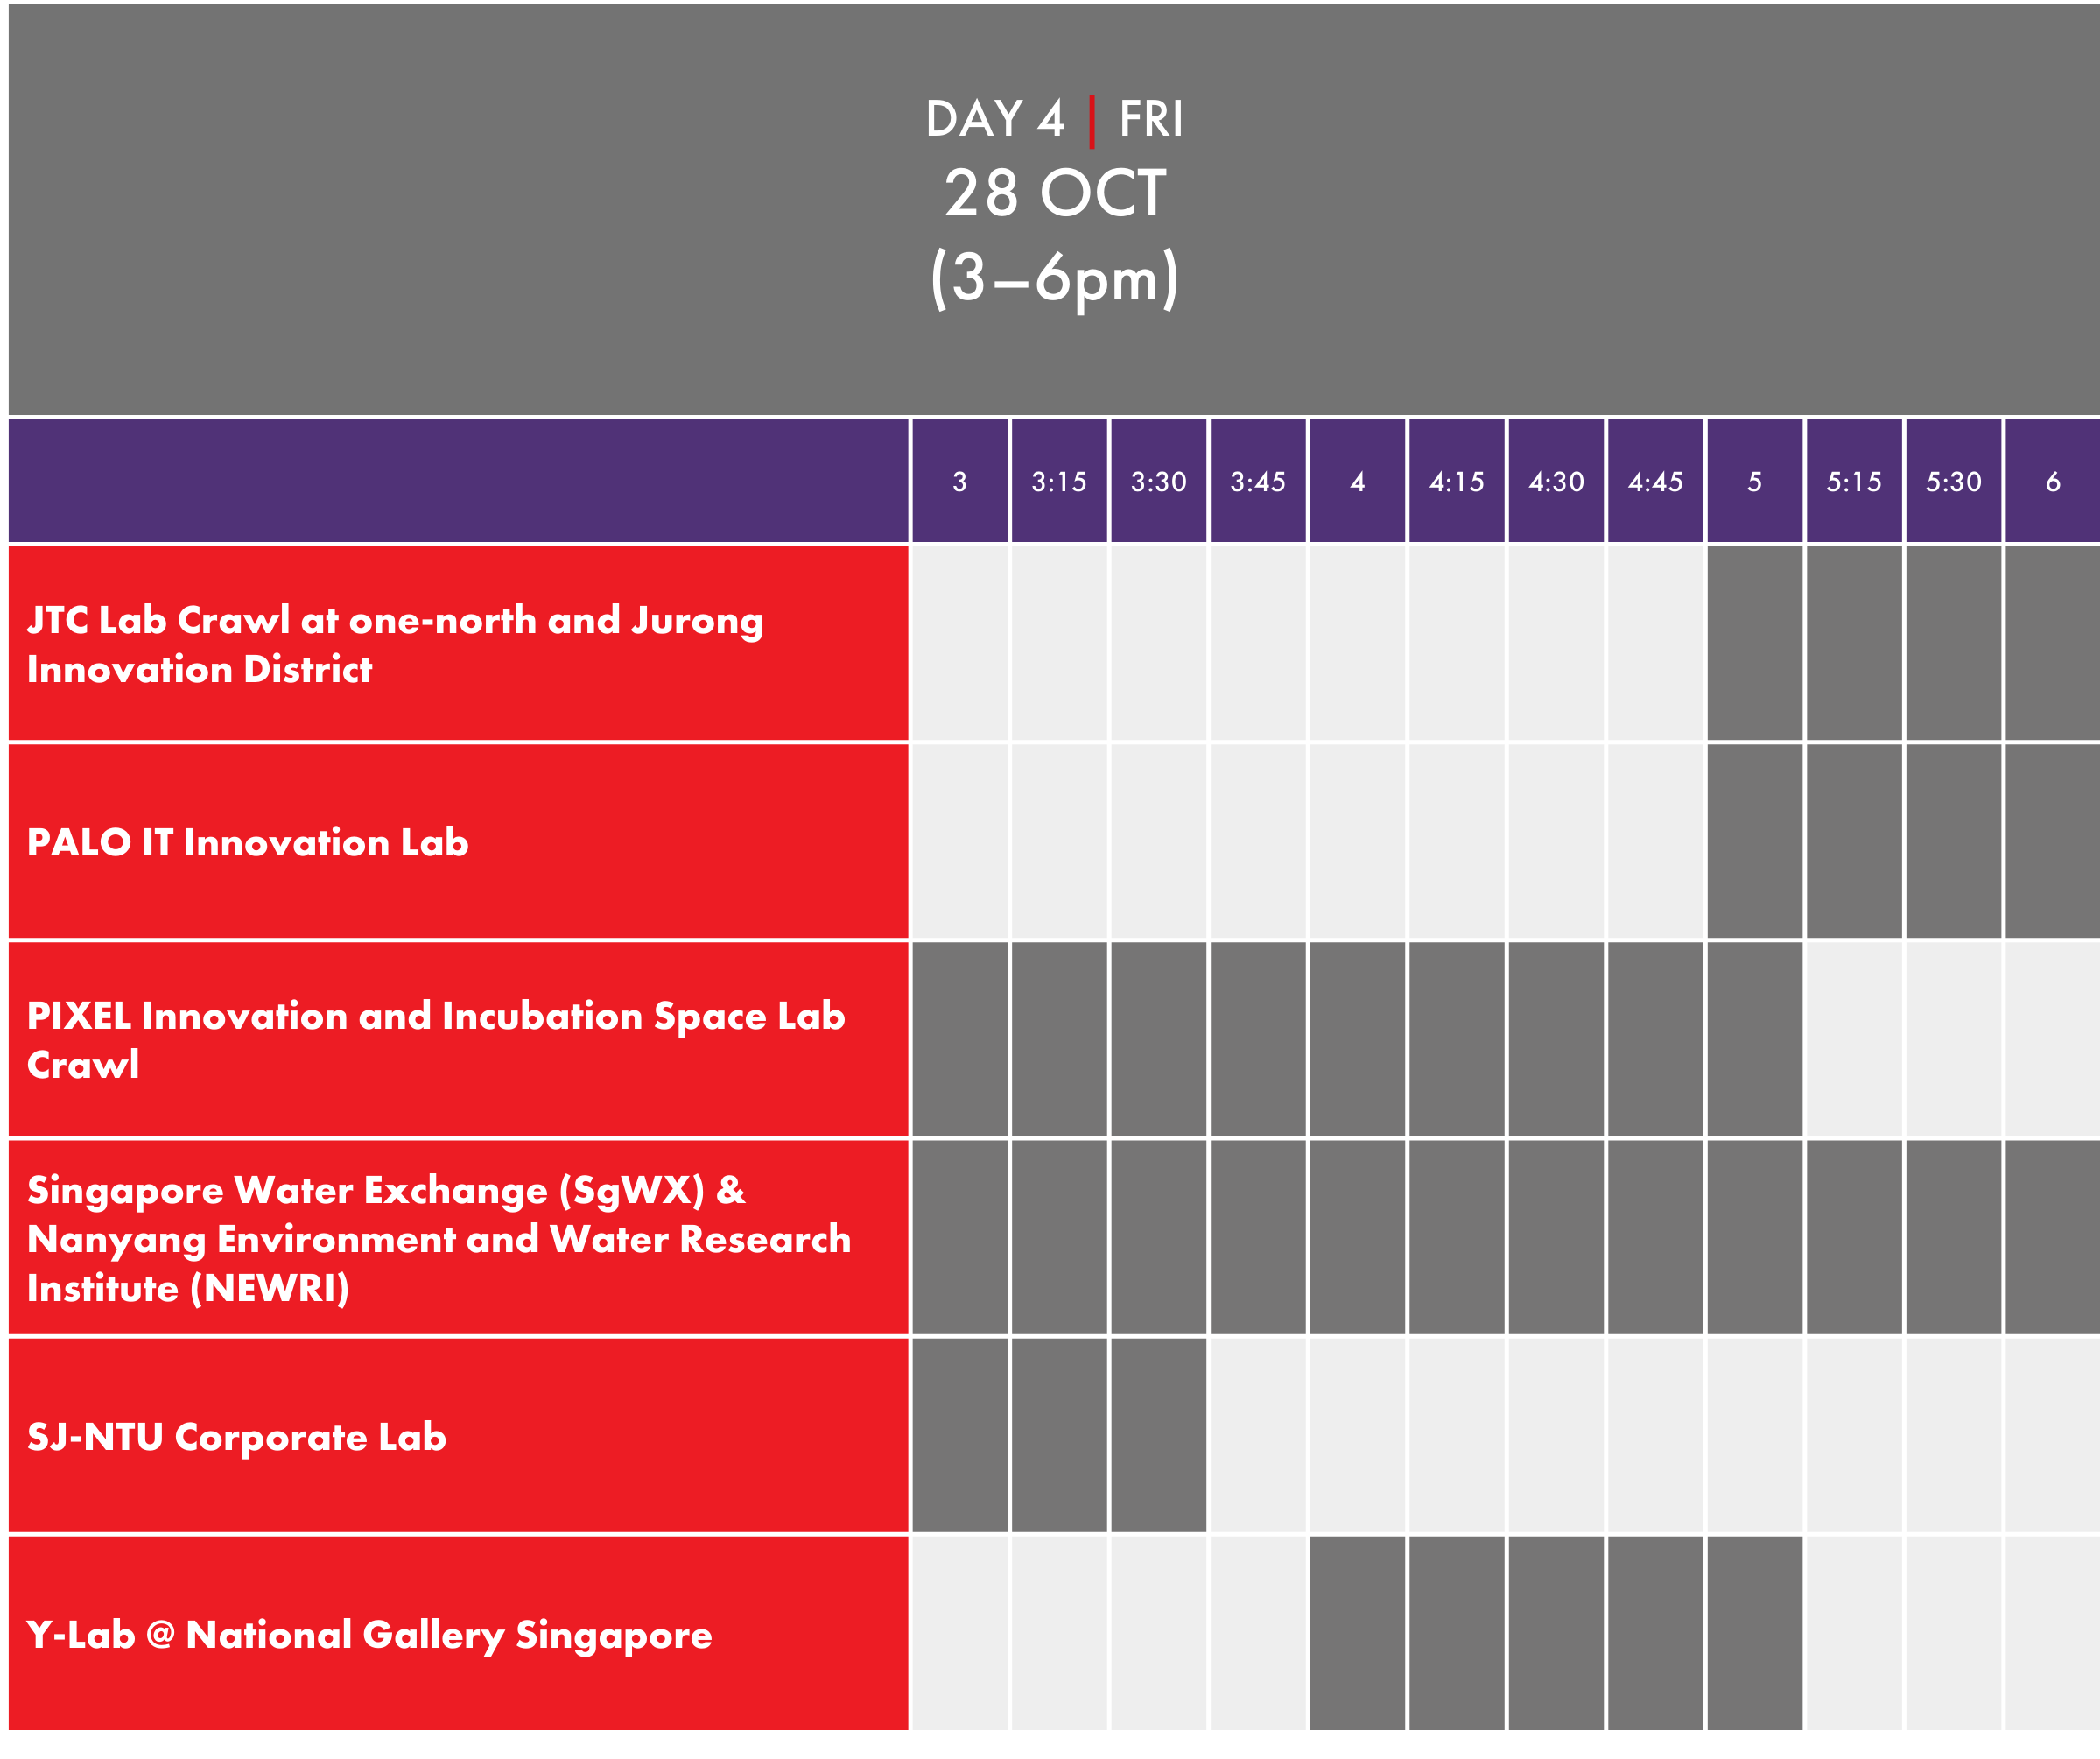 DAY 4 | FRI
28 OCT
(3–6pm)
3 3:15 3:30 3:45 4 4:15 4:30 4:45 5 5:15 5:30 6
JTC Lab Crawl at one-north and Jurong
Innovation District
PALO IT Innovation Lab
PIXEL Innovation and Incubation Space Lab
Crawl
Singapore Water Exchange (SgWX) &
Nanyang Environment and Water Research
Institute (NEWRI)
SJ-NTU Corporate Lab
Y-Lab @ National Gallery Singapore